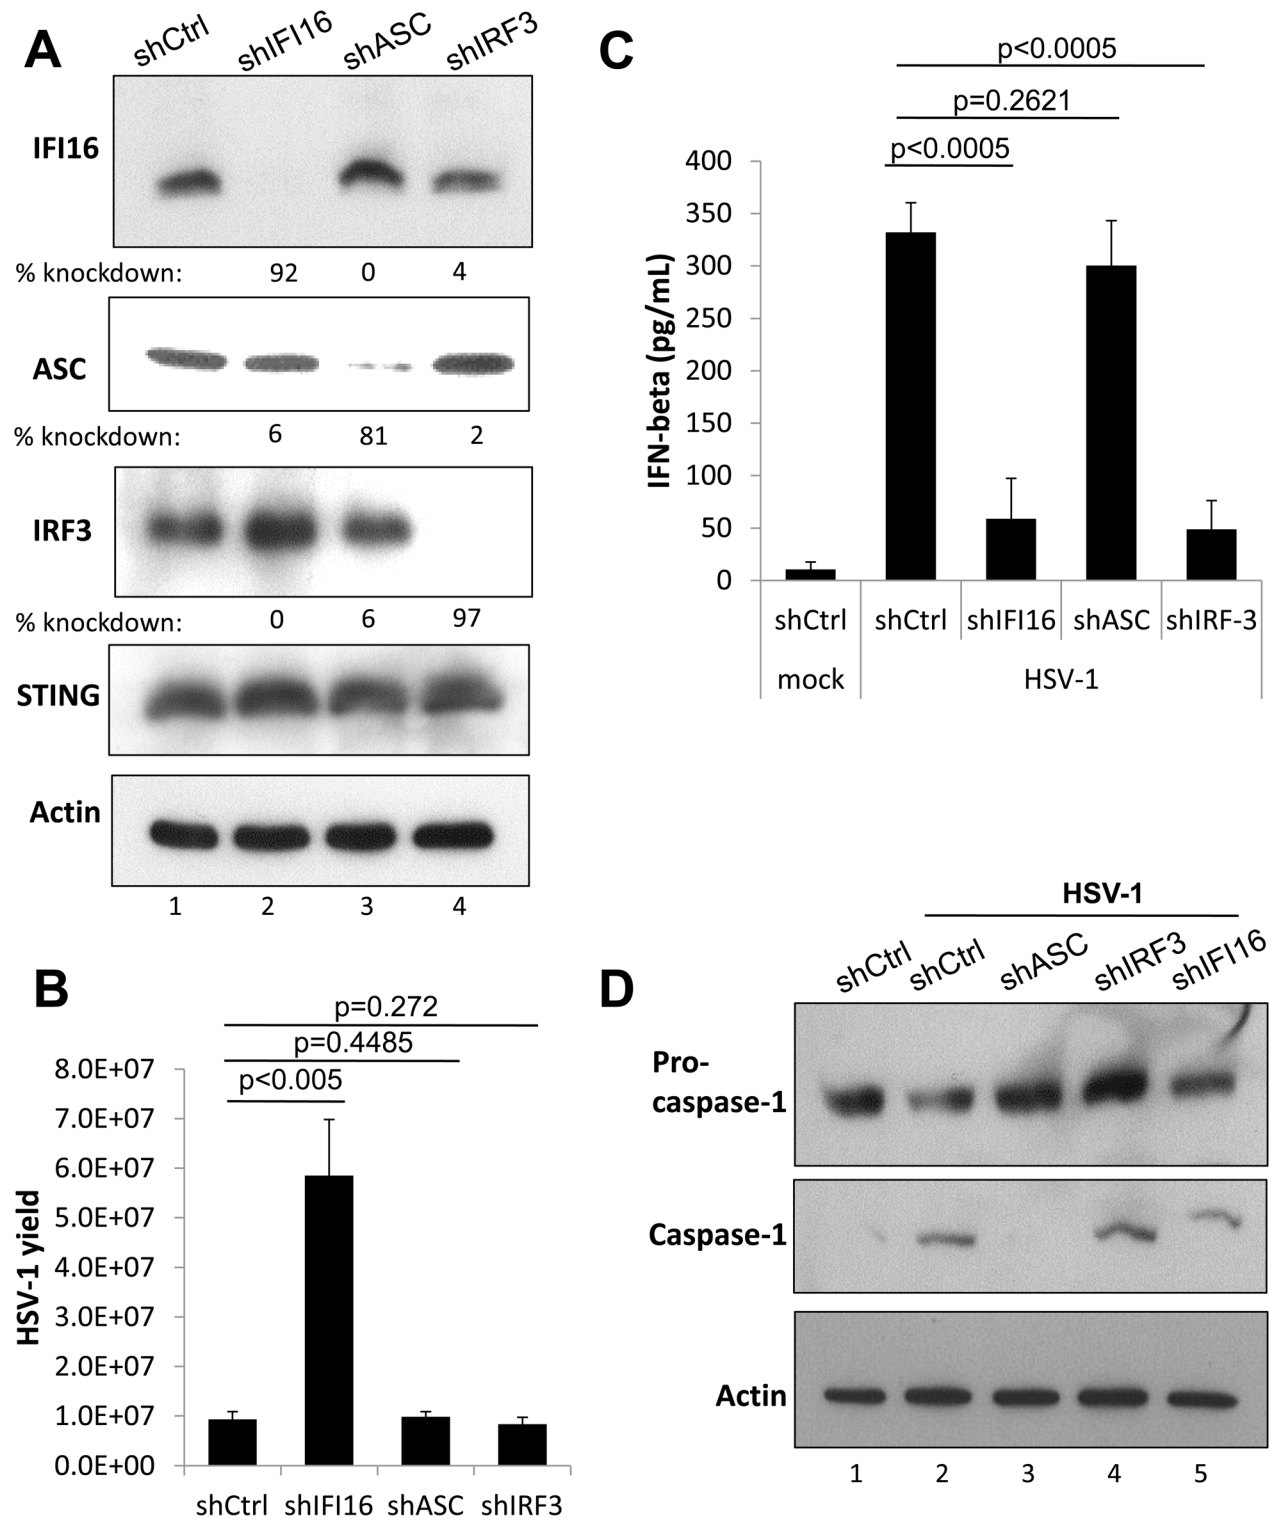 A
shCtrl shIFI16 shASC shIRF3
IFI16
% knockdown: 92 0 4
ASC
% knockdown: 6 81 2
IRF3
% knockdown: 0 6 97
STING
Actin
1 2 3 4
B
p=0.272
p=0.4485
p<0.005
HSV-1 yield
8.0E+07
7.0E+07
6.0E+07
5.0E+07
4.0E+07
3.0E+07
2.0E+07
1.0E+07
0.0E+00
shCtrl shIFI16 shASC shIRF3
C
p<0.0005
p=0.2621
p<0.0005
IFN-beta (pg/mL)
400
350
300
250
200
150
100
50
0
shCtrl shCtrl shIFI16 shASC shIRF-3
mock HSV-1
D
HSV-1
shCtrl shCtrl shASC shIRF3 shIFI16
Pro-
caspase-1
Caspase-1
Actin
1 2 3 4 5